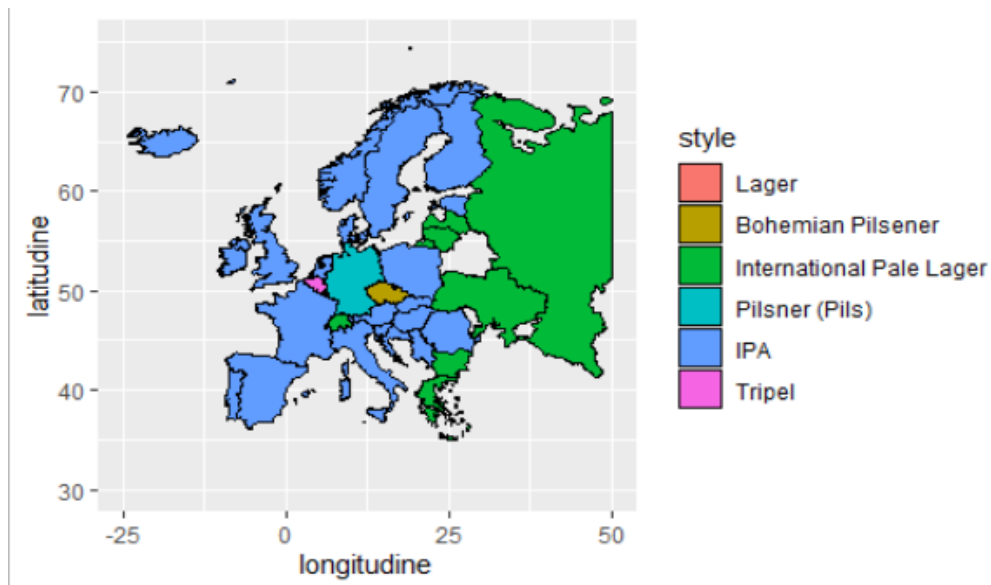 70
60
50
40
30
latitudine
-25
0
25
50
longitudine
style
Lager
Bohemian Pilsener
International Pale Lager
Pilsner (Pils)
IPA
Tripel